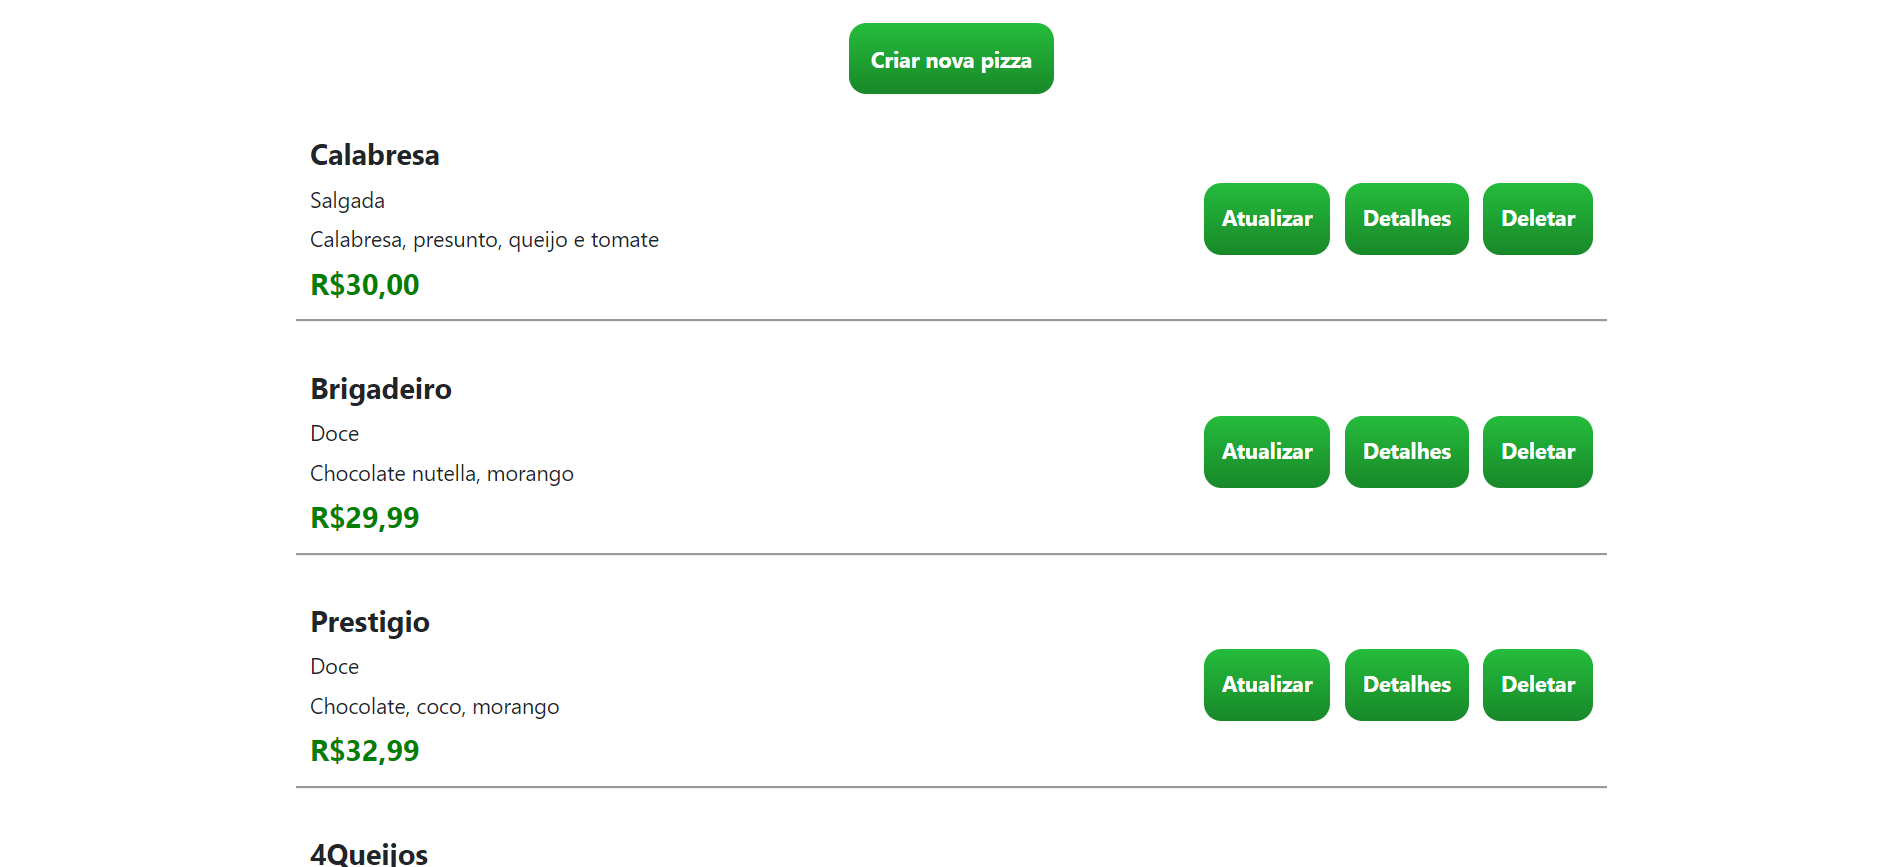 Criar nova pizza
Calabresa
Salgada
Calabresa, presunto, queijo e tomate
R$30,00
Atualizar Detalhes Deletar
Brigadeiro
Doce
Chocolate nutella, morango
R$29,99
Atualizar Detalhes Deletar
Prestigio
Doce
Chocolate, coco, morango
R$32,99
Atualizar Detalhes Deletar
4Queijos